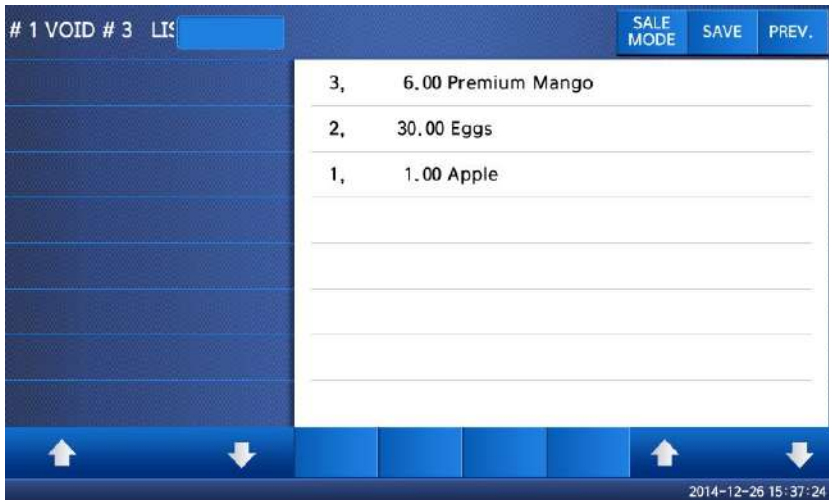 # 1 VOID # 3 LIS
SALE MODE
SAVE
PREV.
3, 6.00 Premium Mango
2, 30.00 Eggs
1, 1.00 Apple
2014-12-26 15:37:24